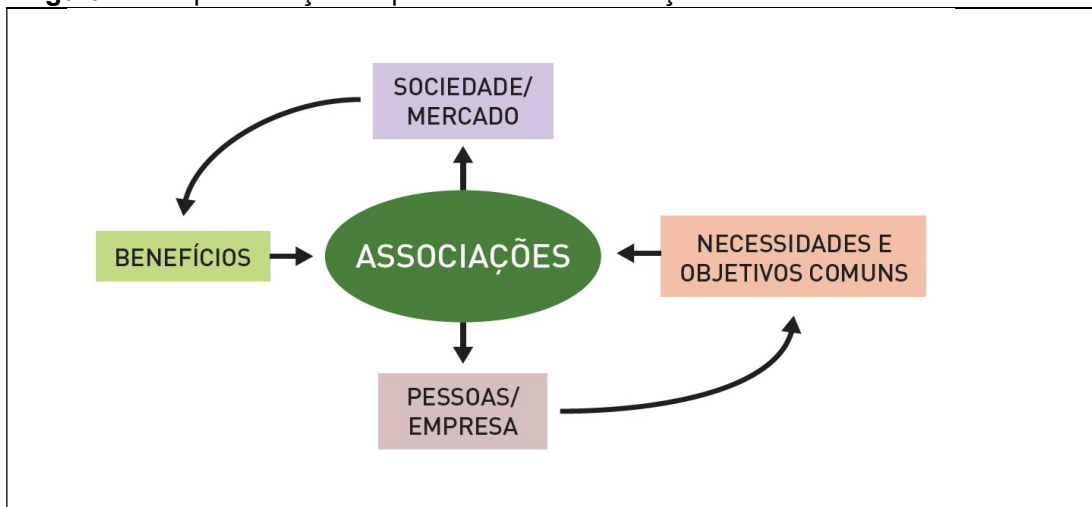 SOCIEDADE/
MERCADO
BENEFÍCIOS
ASSOCIAÇÕES
NECESSIDADES E
OBJETIVOS COMUNS
PESSOAS/
EMPRESA